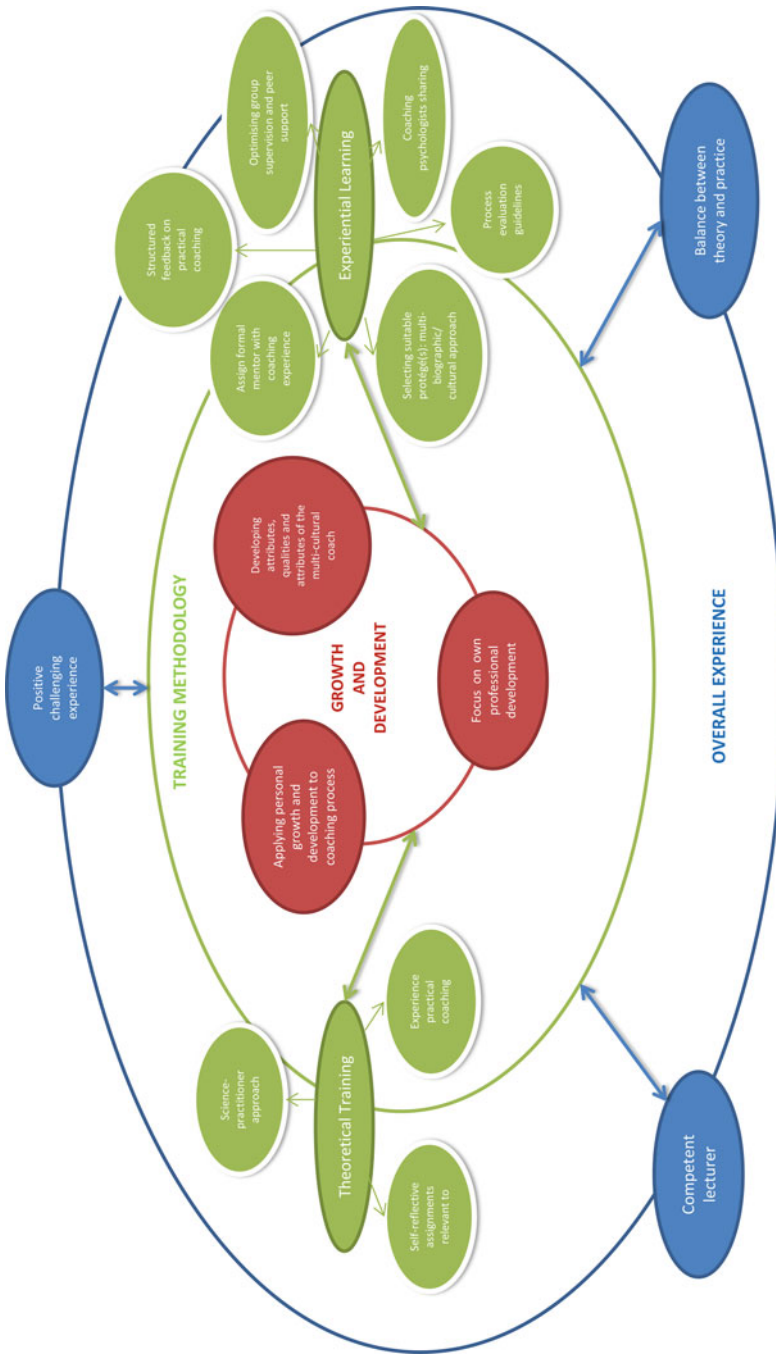 Positive
challenging
experience
TRAINING METHODOLOGY
Structured
feedback on
practical
coaching
Optimising group
supervision and peer
support
Assign formal
mentor with
coaching
experience
Experiential Learning
Selecting suitable
protégé(s): multi-
biographic/
cultural approach
Process
evaluation
guidelines
Coaching
psychologists sharing
Science-
practitioner
approach
Theoretical Training
Self-reflective
assignments
relevant to
Experience
practical
coaching
Applying personal
growth and
development to
coaching process
Developing
attributes,
qualities and
attributes of the
multi-cultural
coach
GROWTH
AND
DEVELOPMENT
Focus on own
professional
development
OVERALL EXPERIENCE
Competent
lecturer
Balance between
theory and practice